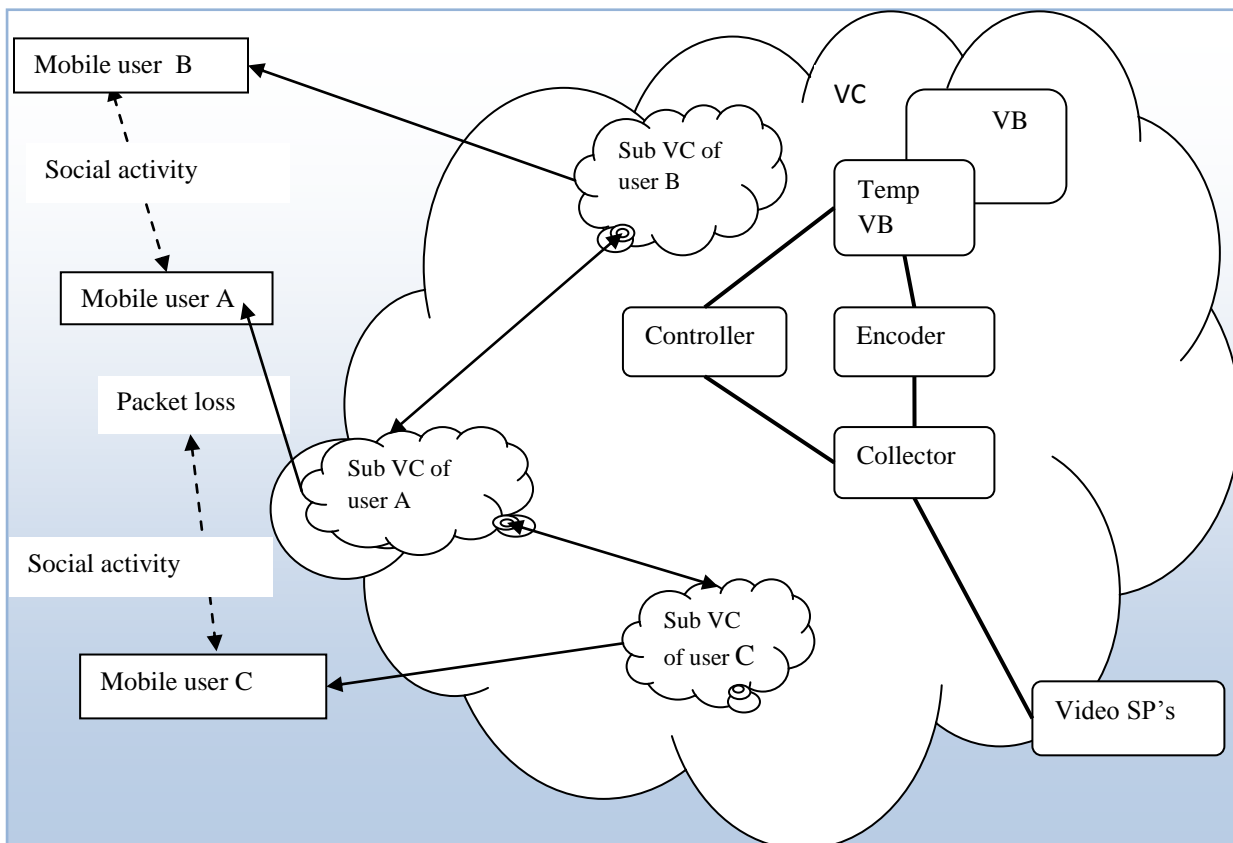 Mobile user B
Social activity
Mobile user A
Packet loss
Social activity
Mobile user C
VC
VB
Temp
VB
Sub VC of
user B
Controller
Encoder
Collector
Sub VC of
user A
Sub VC
of user C
Video SP’s